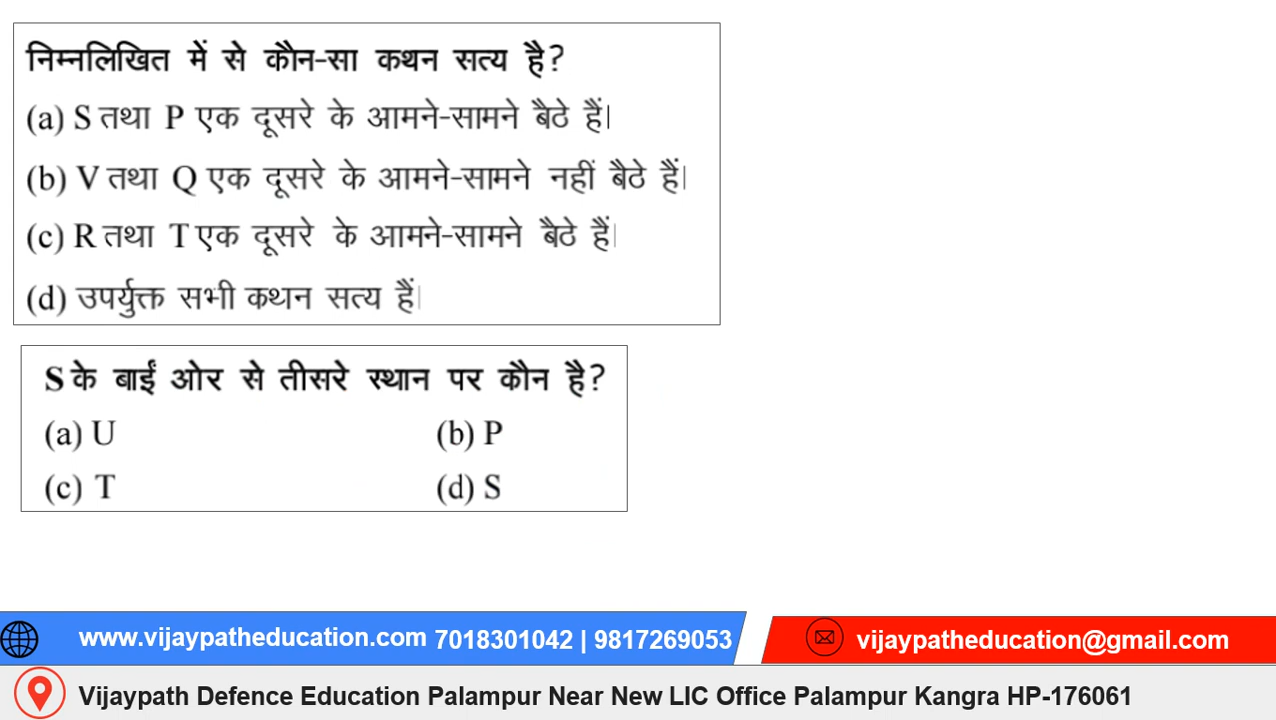 निम्नलिखित में से कौन-सा कथन सत्य है?
(a) S तथा P एक दूसरे के आमने-सामने बैठे हैं।
(b) V तथा Q एक दूसरे के आमने-सामने नहीं बैठे हैं।
(c) R तथा T एक दूसरे के आमने-सामने बैठे हैं।
(d) उपर्युक्त सभी कथन सत्य हैं।
S के बाईं ओर से तीसरे स्थान पर कौन है?
(a) U (b) P
(c) T (d) S
www.vijaypatheducation.com 7018301042 | 9817269053 vijaypatheducation@gmail.com
Vijaypath Defence Education Palampur Near New LIC Office Palampur Kangra HP-176061